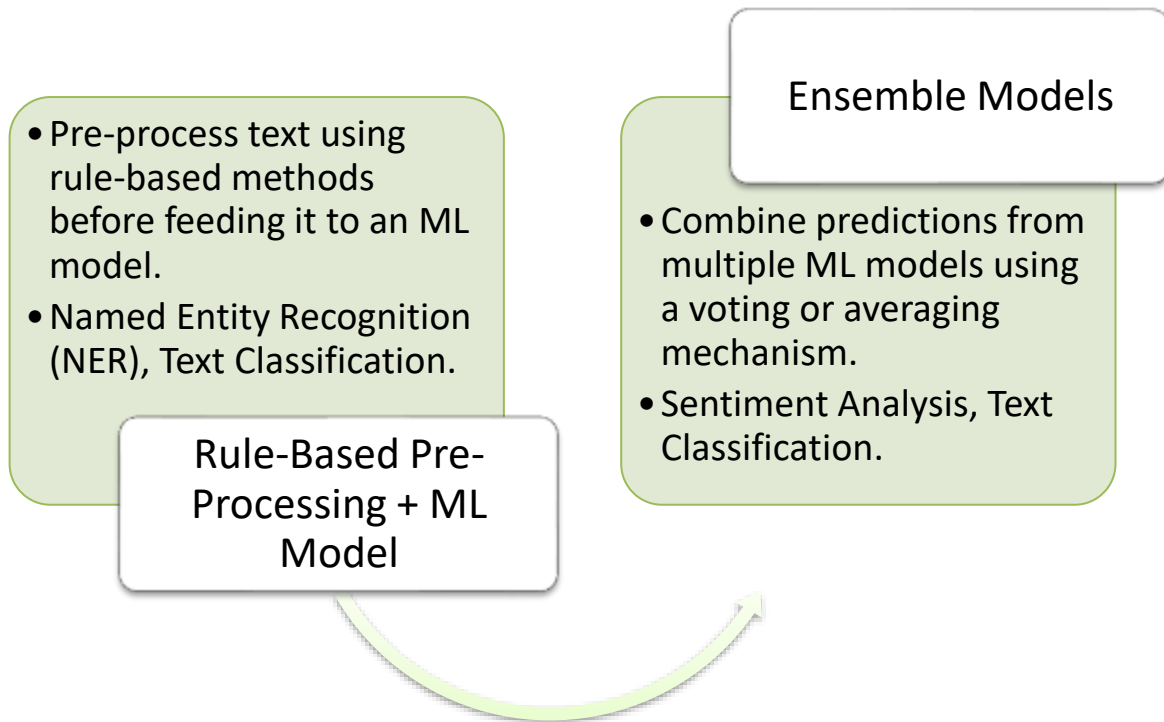 • Pre-process text using
rule-based methods
before feeding it to an ML
model.
• Named Entity Recognition
(NER), Text Classification.
Rule-Based Pre-
Processing + ML
Model
Ensemble Models
• Combine predictions from
multiple ML models using
a voting or averaging
mechanism.
• Sentiment Analysis, Text
Classification.